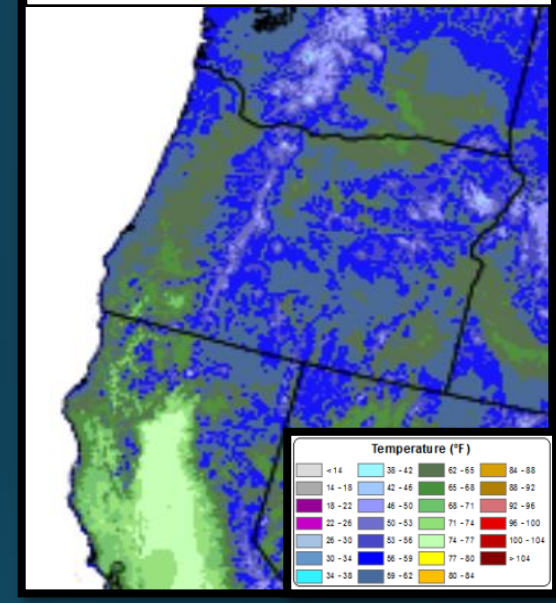 Temperature (°F)
< 14 38 - 42 62 - 65 84 - 88
14 - 18 42 - 46 65 - 68 88 - 92
18 - 22 46 - 50 68 - 71 92 - 96
22 - 26 50 - 53 71 - 74 96 - 100
26 - 30 53 - 56 74 - 77 100 - 104
30 - 34 56 - 59 77 - 80 > 104
34 - 38 59 - 62 80 - 84